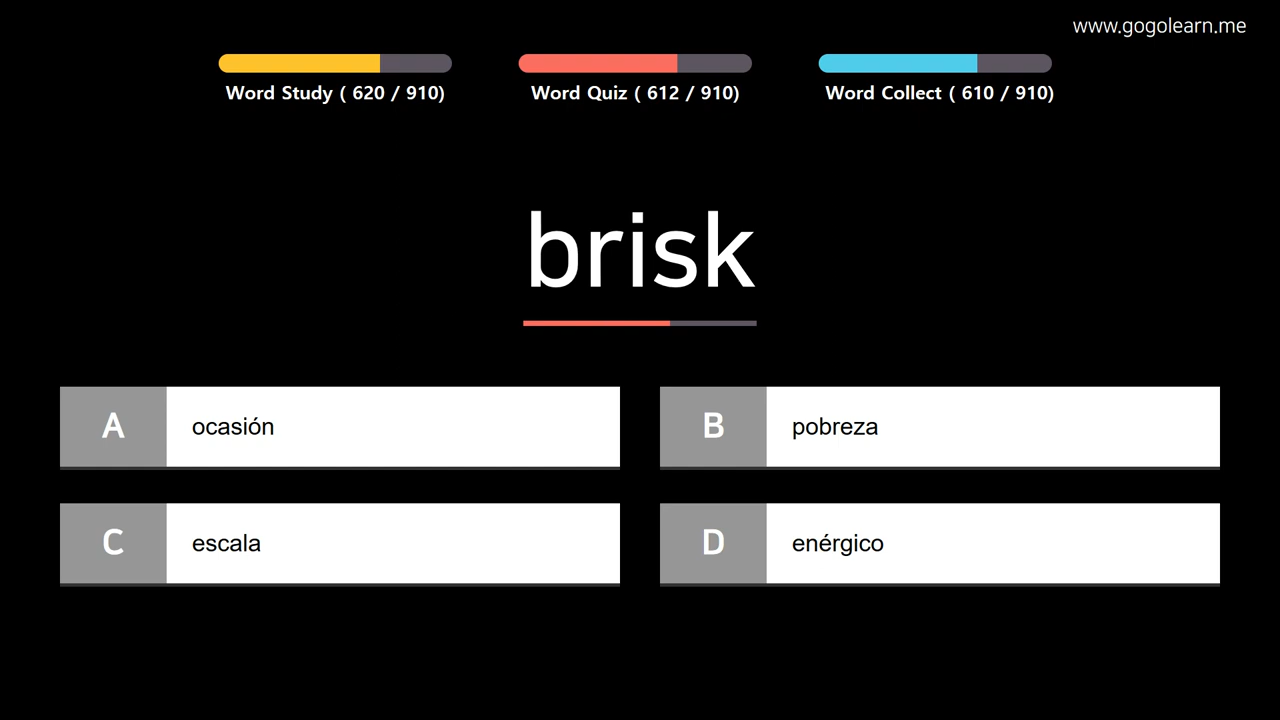 www.gogolearn.me
Word Study ( 620 / 910)
Word Quiz ( 612 / 910)
Word Collect ( 610 / 910)
brisk
A ocasión
B pobreza
C escala
D enérgico